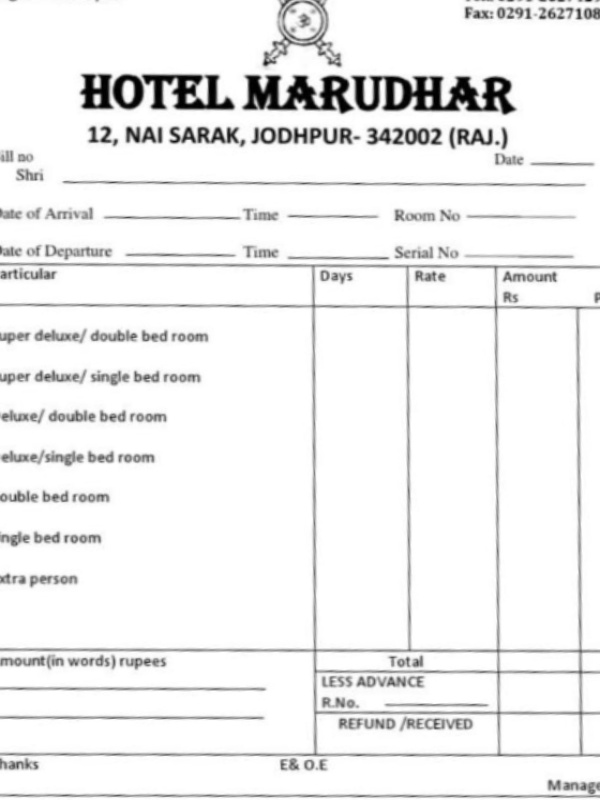 Fax: 0291-2627108
HOTEL MARUDHAR
12, NAI SARAK, JODHPUR- 342002 (RAJ.)
ill no Date
Shri
ate of Arrival Time Room No
ate of Departure Time Serial No
articular Days Rate Amount
Rs P
uper deluxe/ double bed room
uper deluxe/ single bed room
eluxe/ double bed room
eluxe/single bed room
ouble bed room
ingle bed room
xtra person
mount(in words) rupees Total
LESS ADVANCE
R.No.
REFUND /RECEIVED
hanks E& O.E
Manage